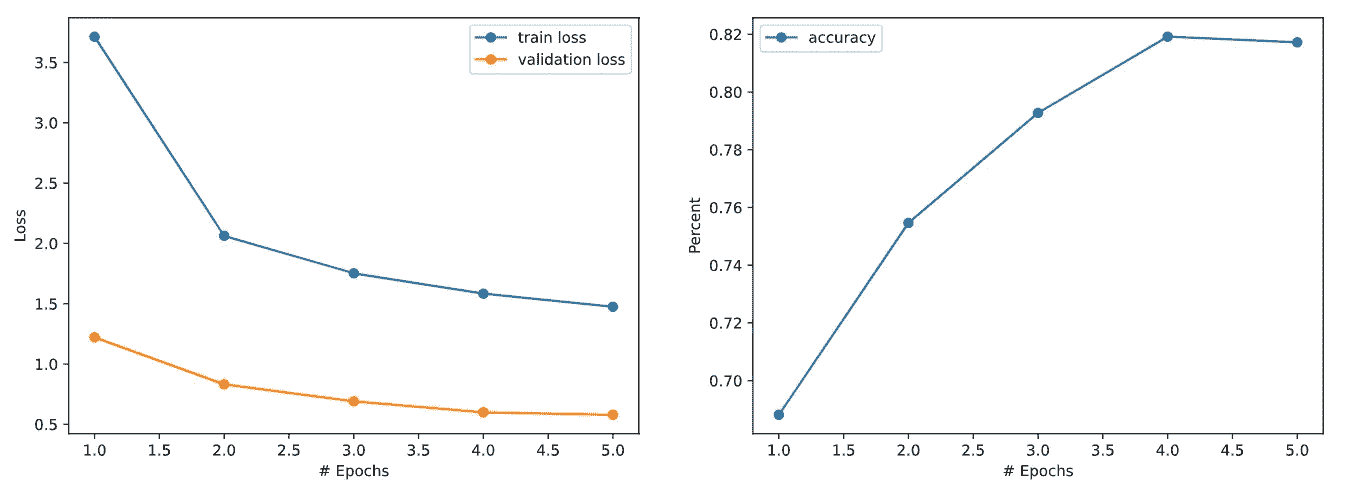 train loss
validation loss
3.5
3.0
2.5
2.0
1.5
1.0
0.5
Loss
1.0 1.5 2.0 2.5 3.0 3.5 4.0 4.5 5.0
# Epochs
accuracy
0.82
0.80
0.78
0.76
0.74
0.72
0.70
Percent
1.0 1.5 2.0 2.5 3.0 3.5 4.0 4.5 5.0
# Epochs